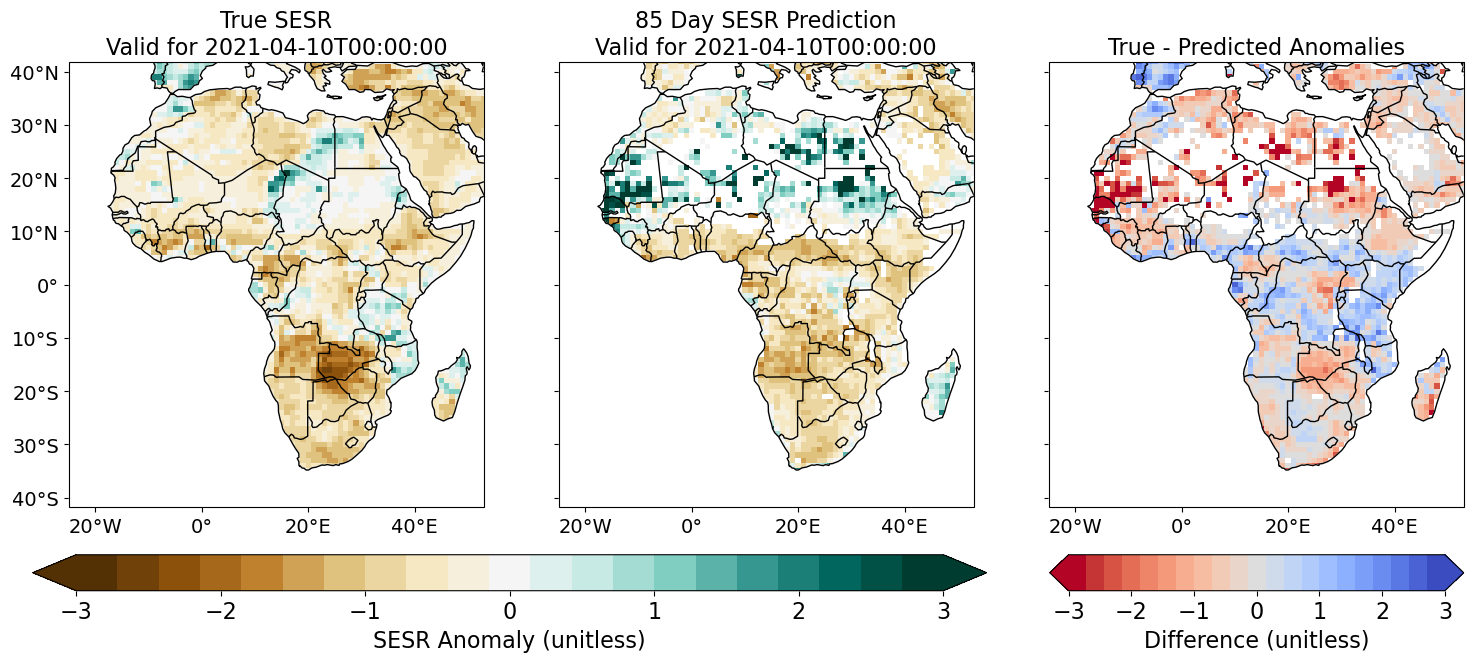 True SESR
Valid for 2021-04-10T00:00:00
85 Day SESR Prediction
Valid for 2021-04-10T00:00:00
True - Predicted Anomalies
40°N
30°N
20°N
10°N
0°
10°S
20°S
30°S
40°S
20°W 0° 20°E 40°E
20°W 0° 20°E 40°E
20°W 0° 20°E 40°E
−3 −2 −1 0 1 2 3
SESR Anomaly (unitless)
−3 −2 −1 0 1 2 3
Difference (unitless)